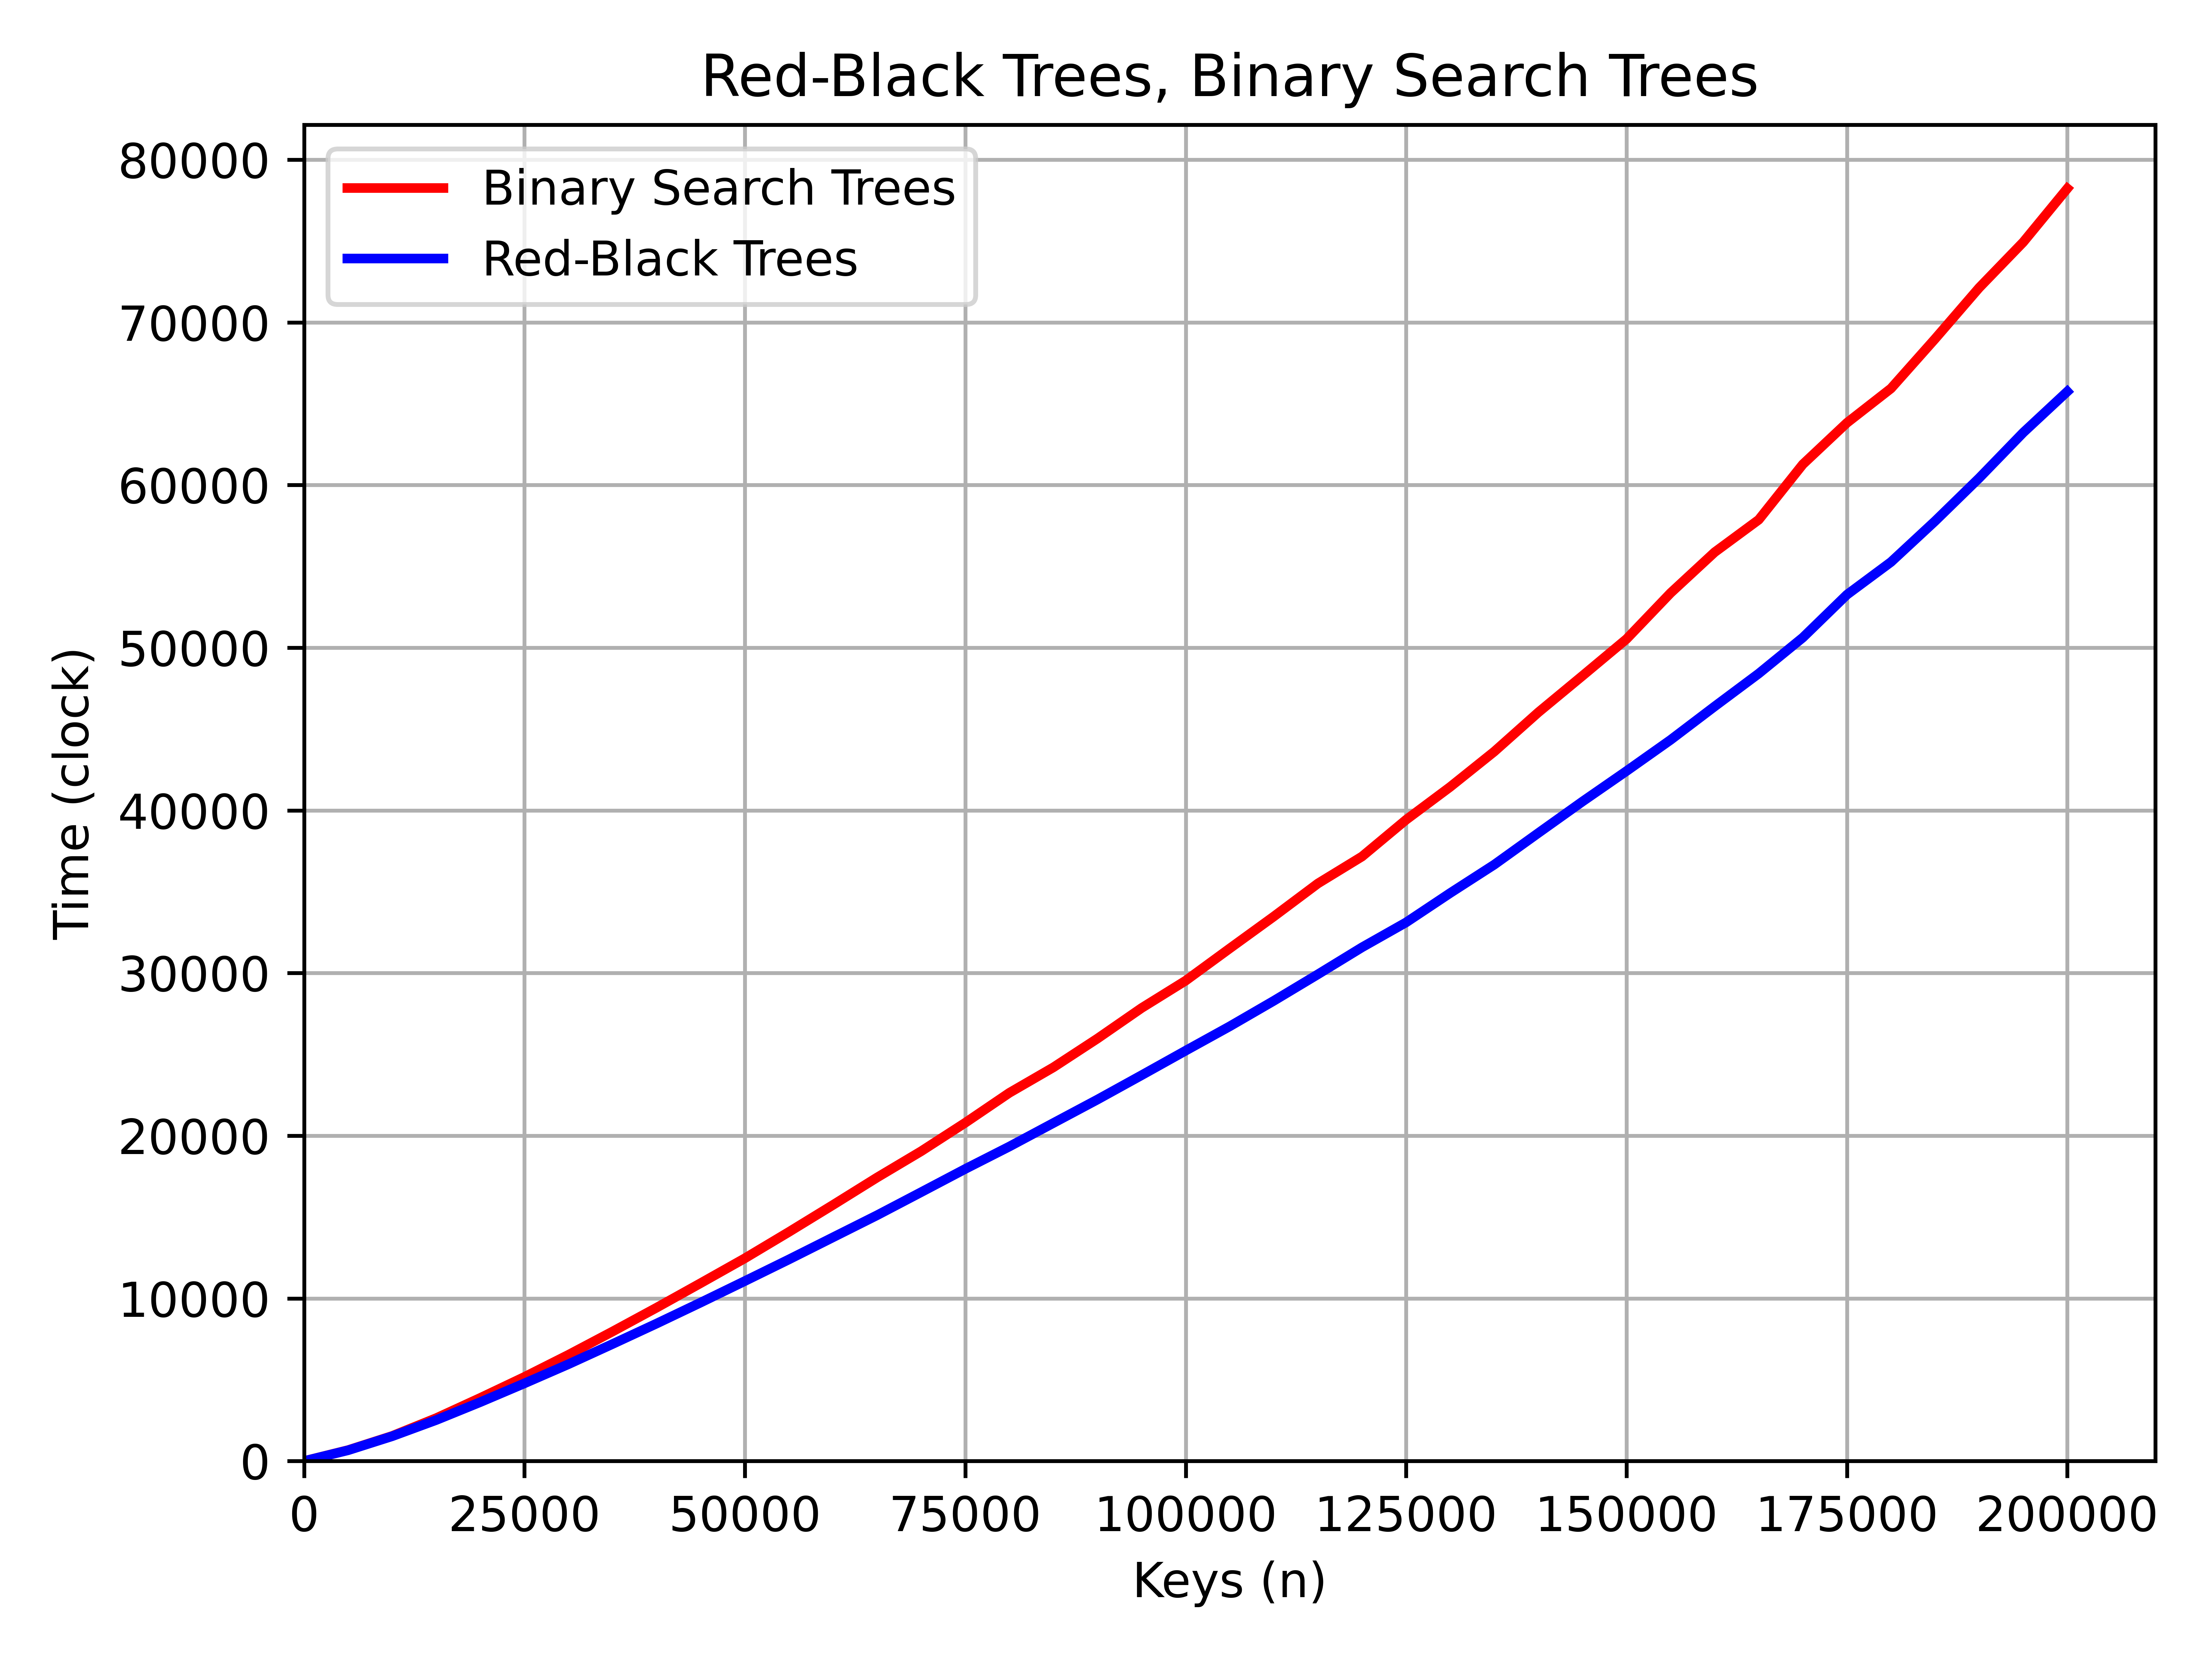 Red-Black Trees, Binary Search Trees
Binary Search Trees
Red-Black Trees
80000
70000
60000
50000
40000
30000
20000
10000
0
Time (clock)
0 25000 50000 75000 100000 125000 150000 175000 200000
Keys (n)